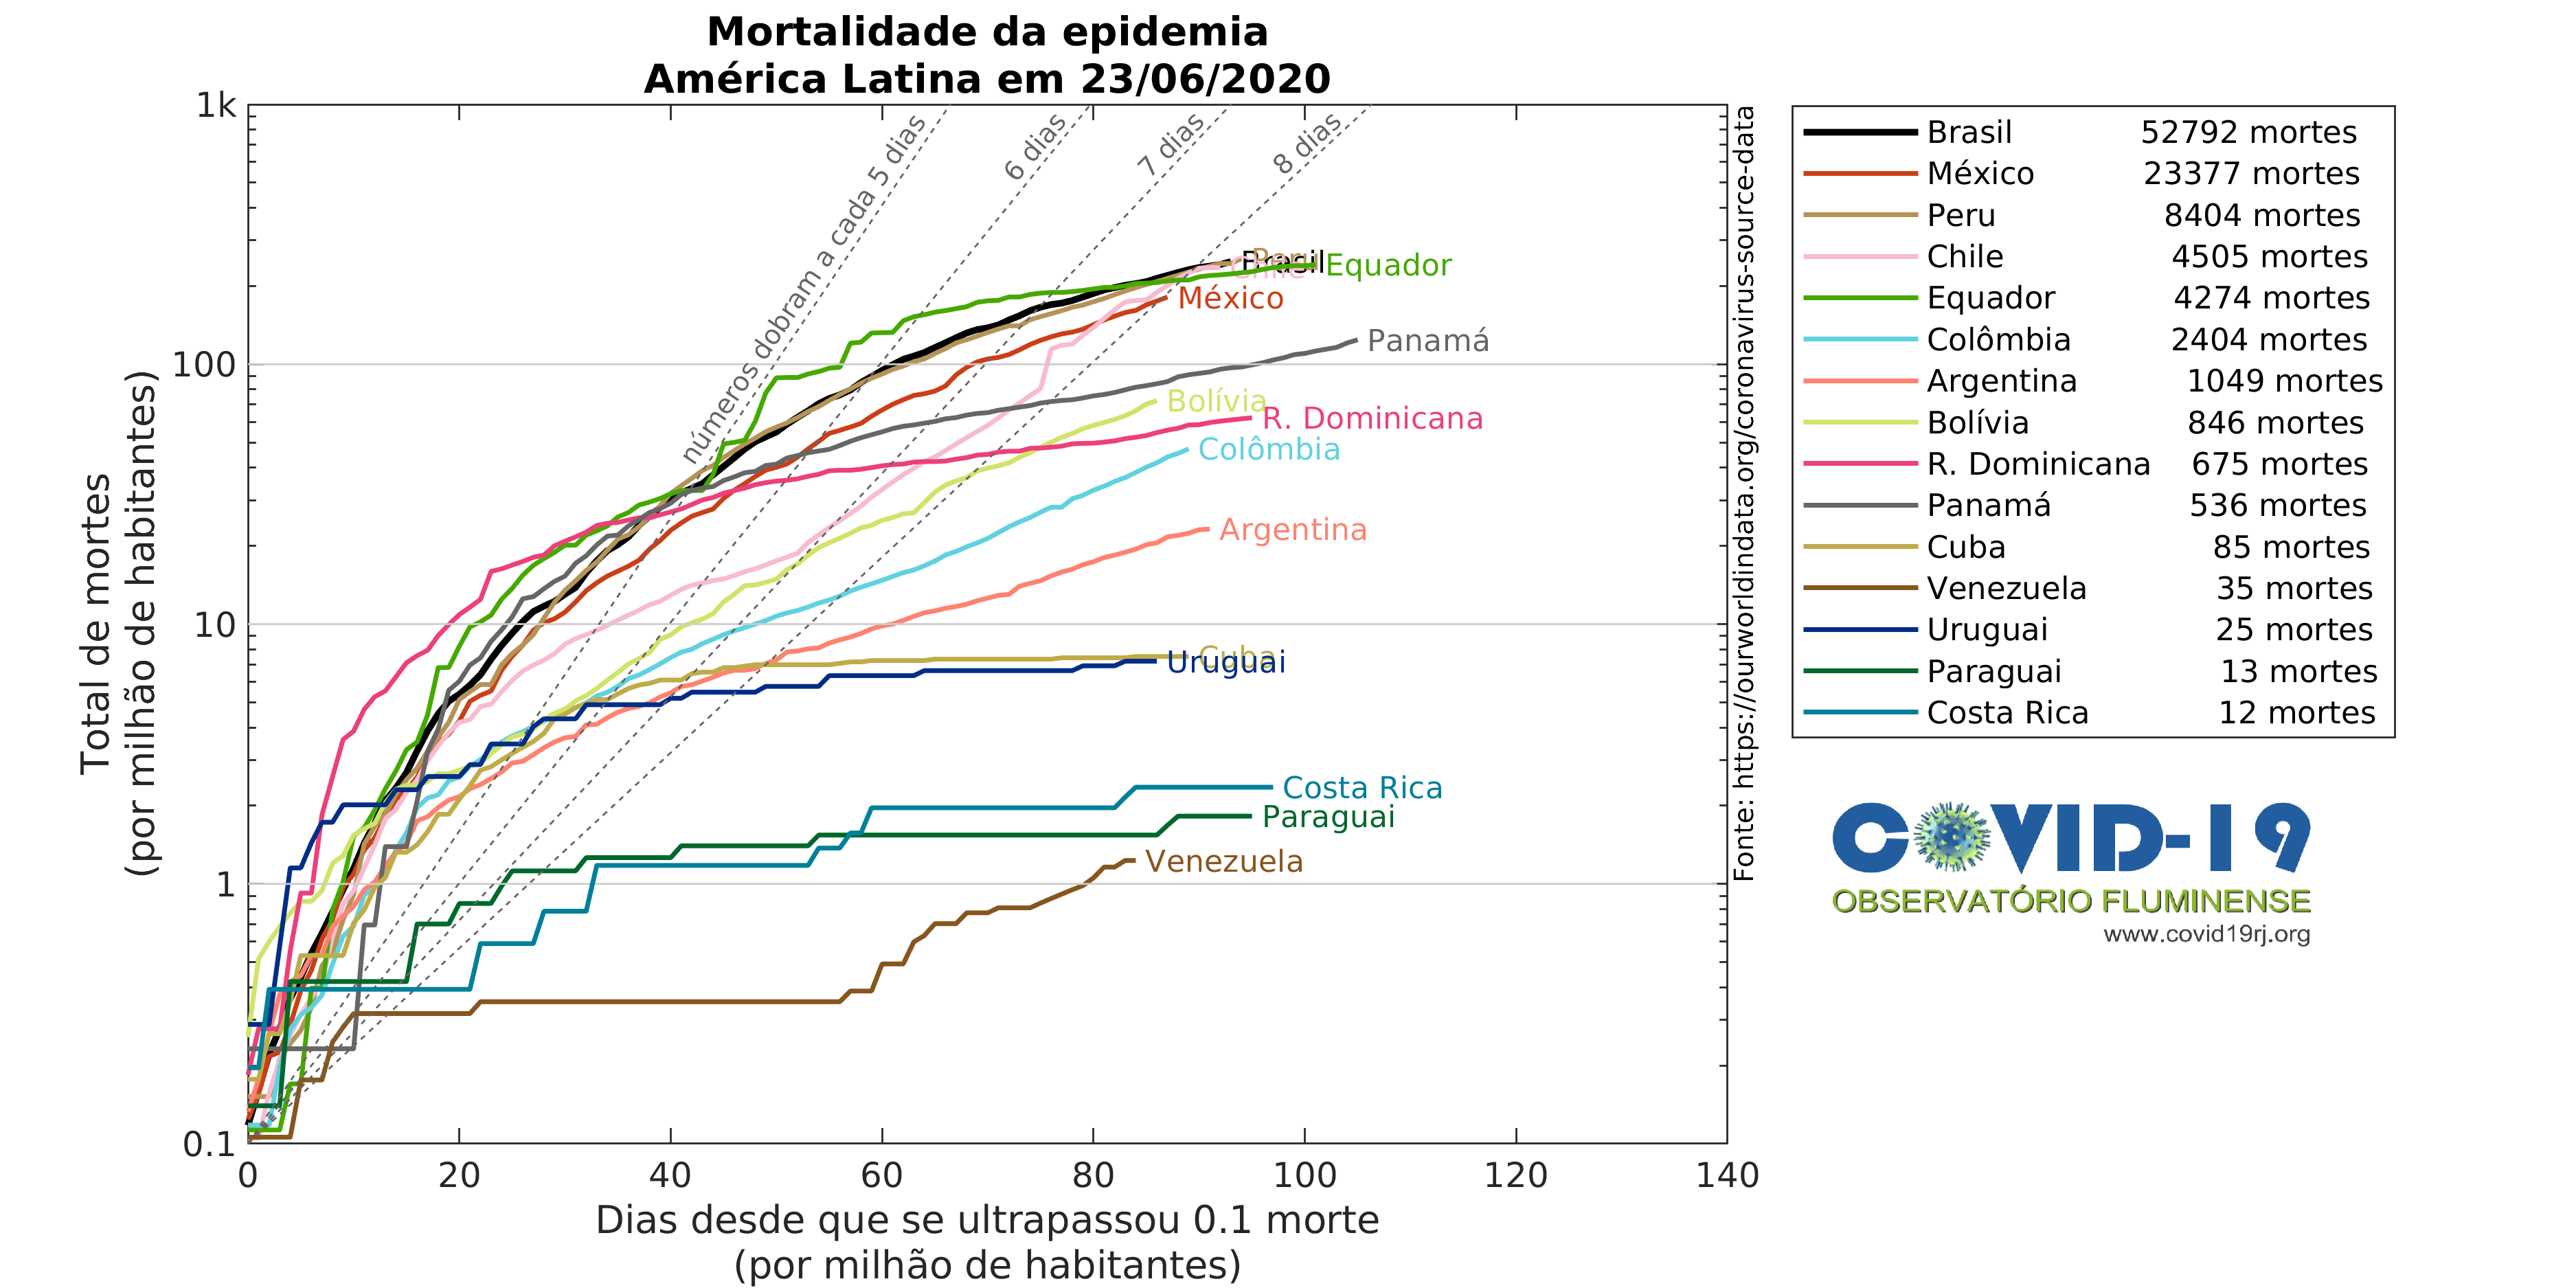 Mortalidade da epidemia
América Latina em 23/06/2020
Total de mortes
(por milhão de habitantes)
1k
100
10
1
0.1
0 20 40 60 80 100 120 140
Dias desde que se ultrapassou 0.1 morte
(por milhão de habitantes)
números dobram a cada 5 dias
6 dias
7 dias
8 dias
Brasil
Peru
Chile
Equador
México
Panamá
Bolívia
R. Dominicana
Colômbia
Argentina
Cuba
Uruguai
Costa Rica
Paraguai
Venezuela
Fonte: https://ourworldindata.org/coronavirus-source-data
Brasil 52792 mortes
México 23377 mortes
Peru 8404 mortes
Chile 4505 mortes
Equador 4274 mortes
Colômbia 2404 mortes
Argentina 1049 mortes
Bolívia 846 mortes
R. Dominicana 675 mortes
Panamá 536 mortes
Cuba 85 mortes
Venezuela 35 mortes
Uruguai 25 mortes
Paraguai 13 mortes
Costa Rica 12 mortes
COVID-19
OBSERVATÓRIO FLUMINENSE
www.covid19rj.org